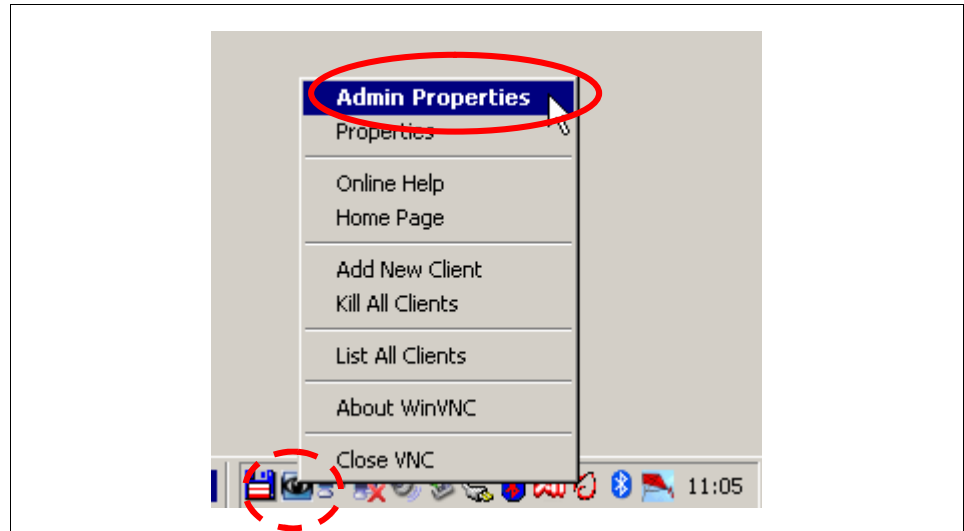 Admin Properties
Properties
Online Help
Home Page
Add New Client
Kill All Clients
List All Clients
About WinVNC
Close VNC
11:05